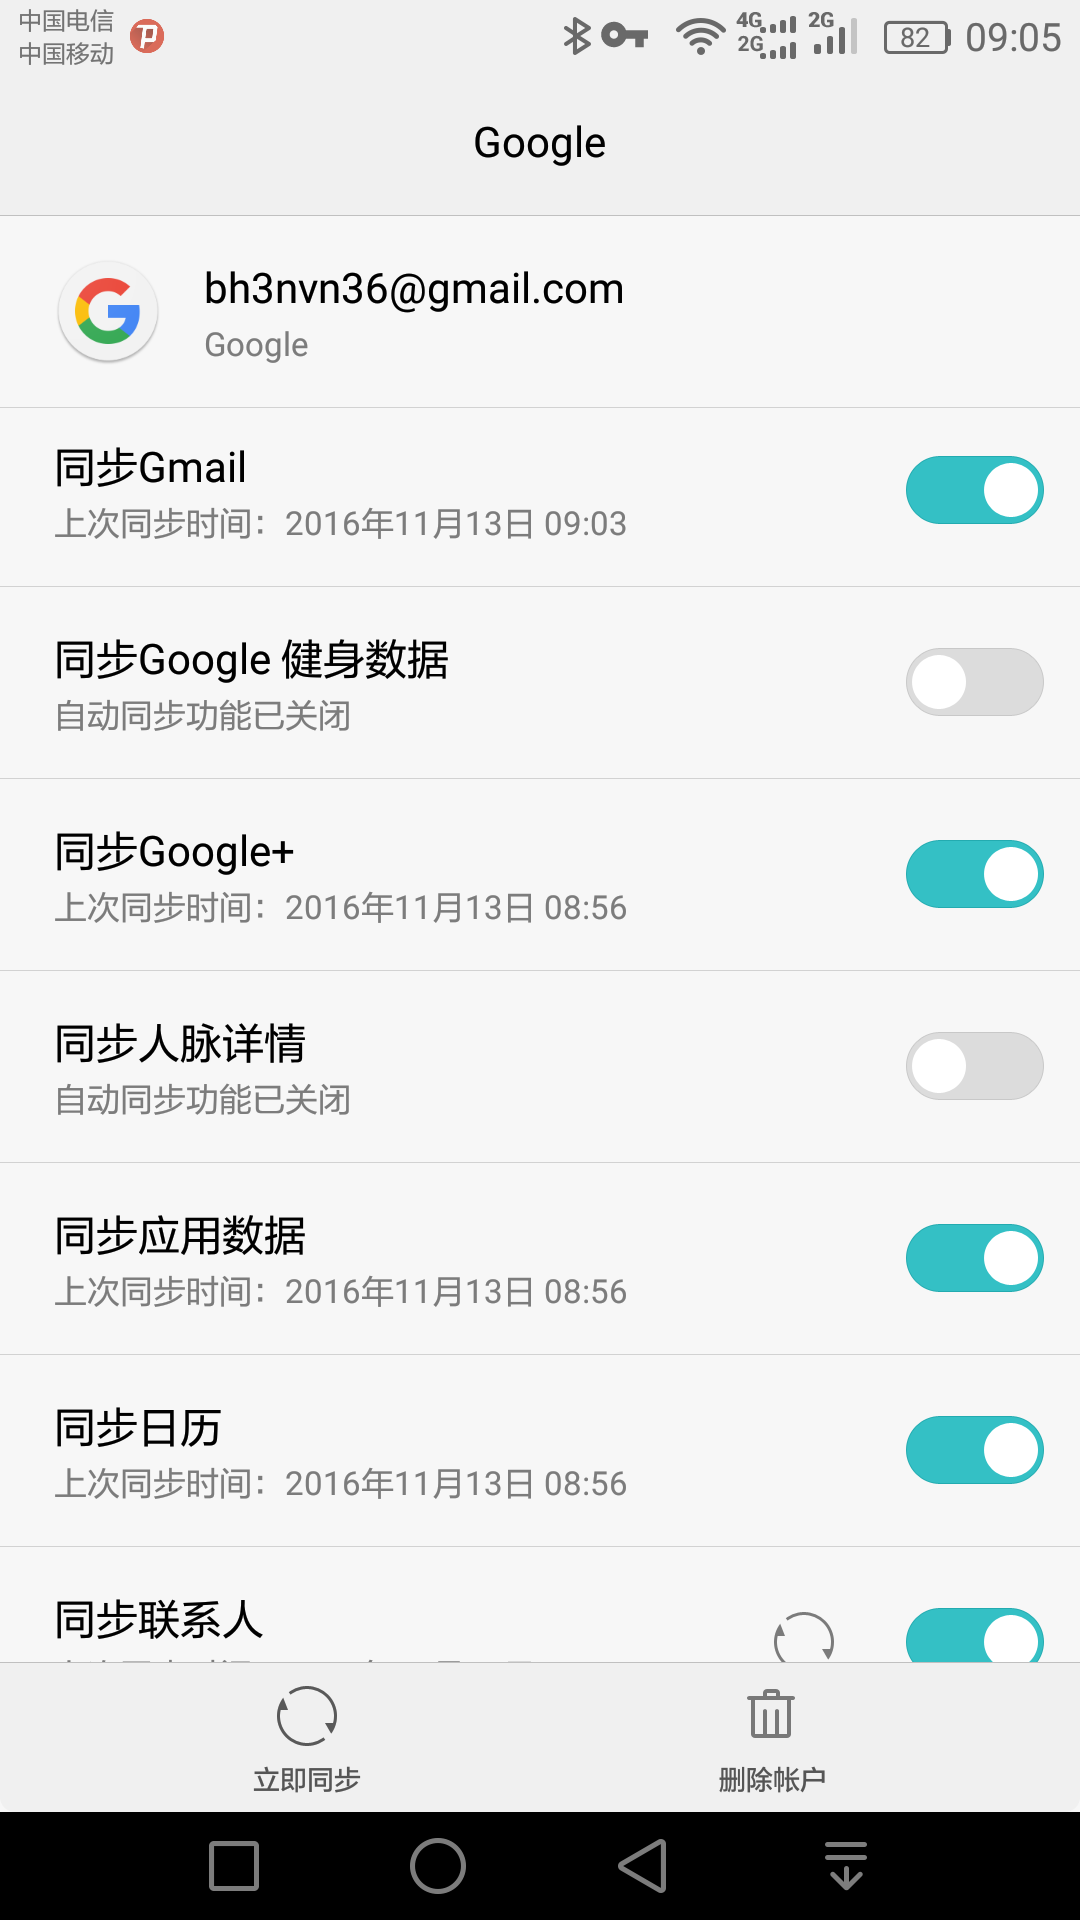 中国电信
中国移动
4G
2G
2G
82
09:05
Google
bh3nvn36@gmail.com
Google
同步Gmail
上次同步时间：2016年11月13日 09:03
同步Google 健身数据
自动同步功能已关闭
同步Google+
上次同步时间：2016年11月13日 08:56
同步人脉详情
自动同步功能已关闭
同步应用数据
上次同步时间：2016年11月13日 08:56
同步日历
上次同步时间：2016年11月13日 08:56
同步联系人
立即同步
删除帐户